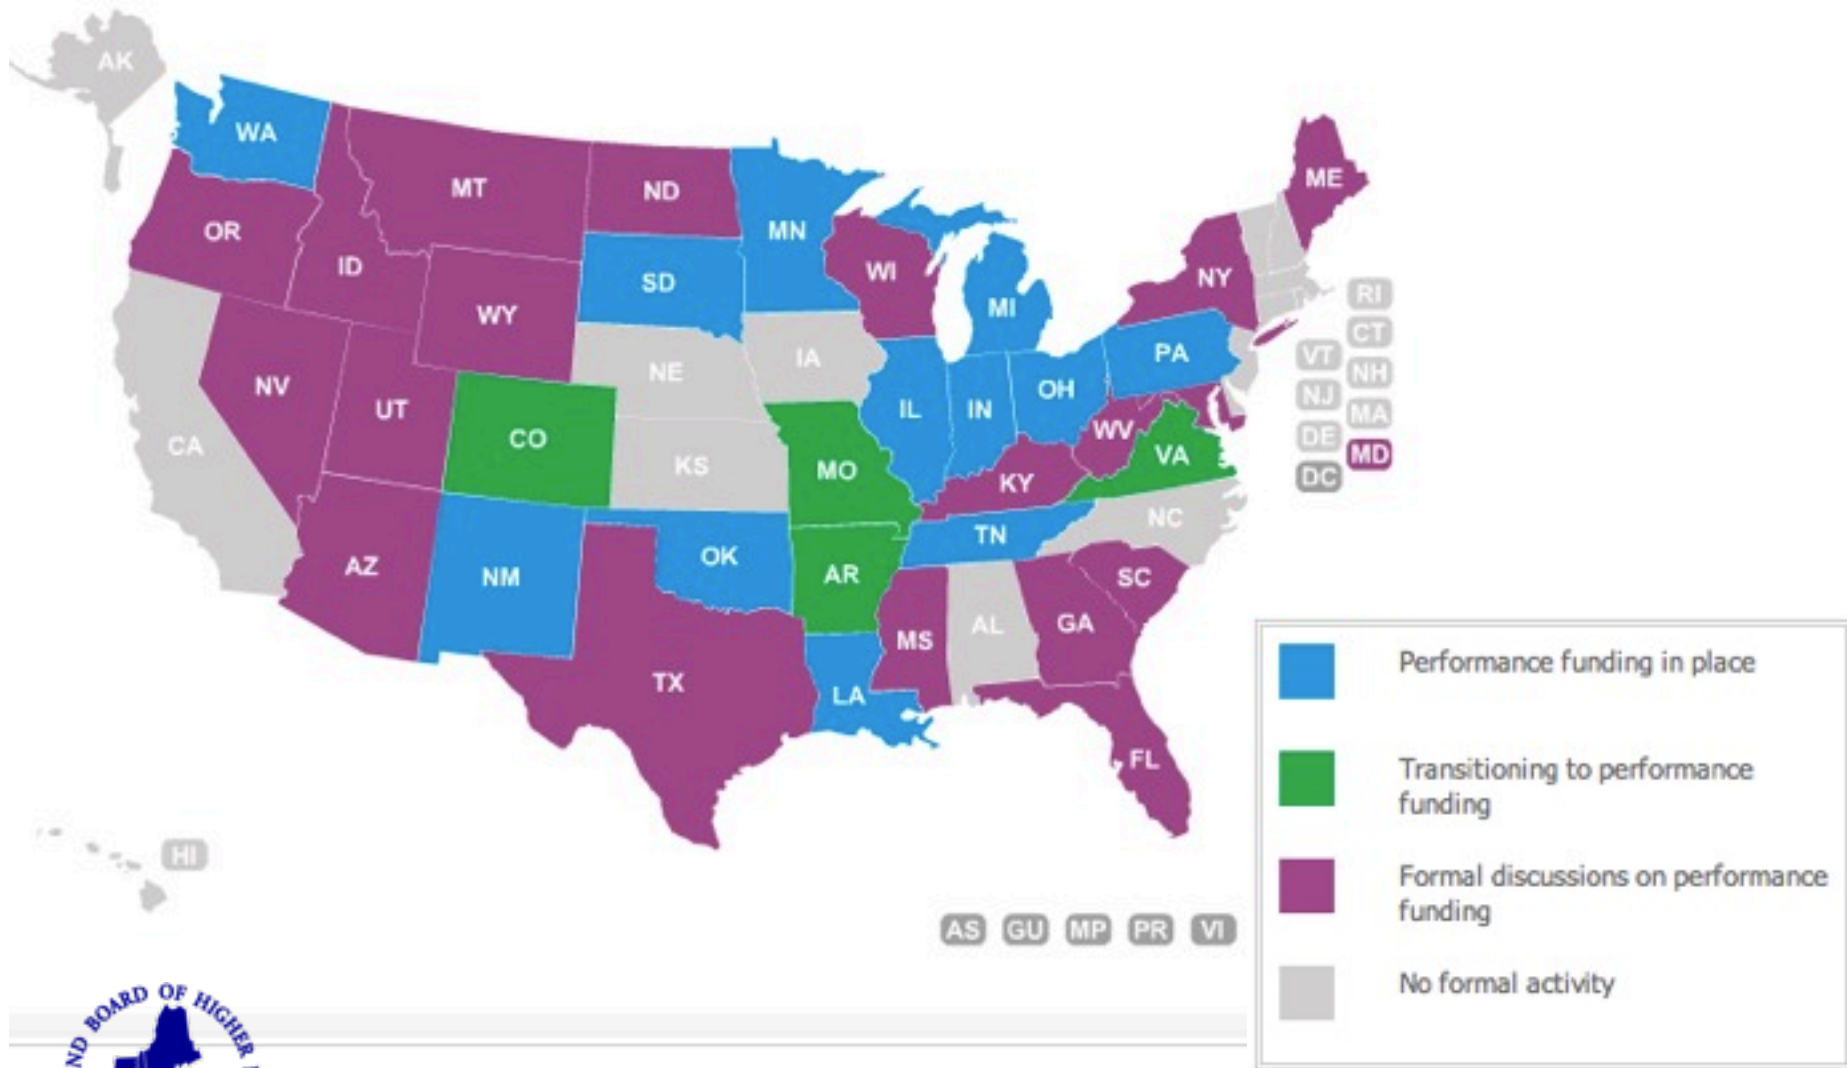 AK
WA
MT
ND
ME
OR
MN
ID
SD
WI
NY
WY
MI
RI
CT
VT
NH
NE
IA
PA
NV
UT
OH
NJ
MA
IL
IN
CO
WV
DE
MD
CA
KS
MO
VA
DC
KY
NC
TN
OK
AZ
NM
AR
SC
MS
AL
GA
TX
LA
FL
HI
AS GU MP PR VI
Performance funding in place
Transitioning to performance
funding
Formal discussions on performance
funding
No formal activity
ND BOARD OF HIGHER